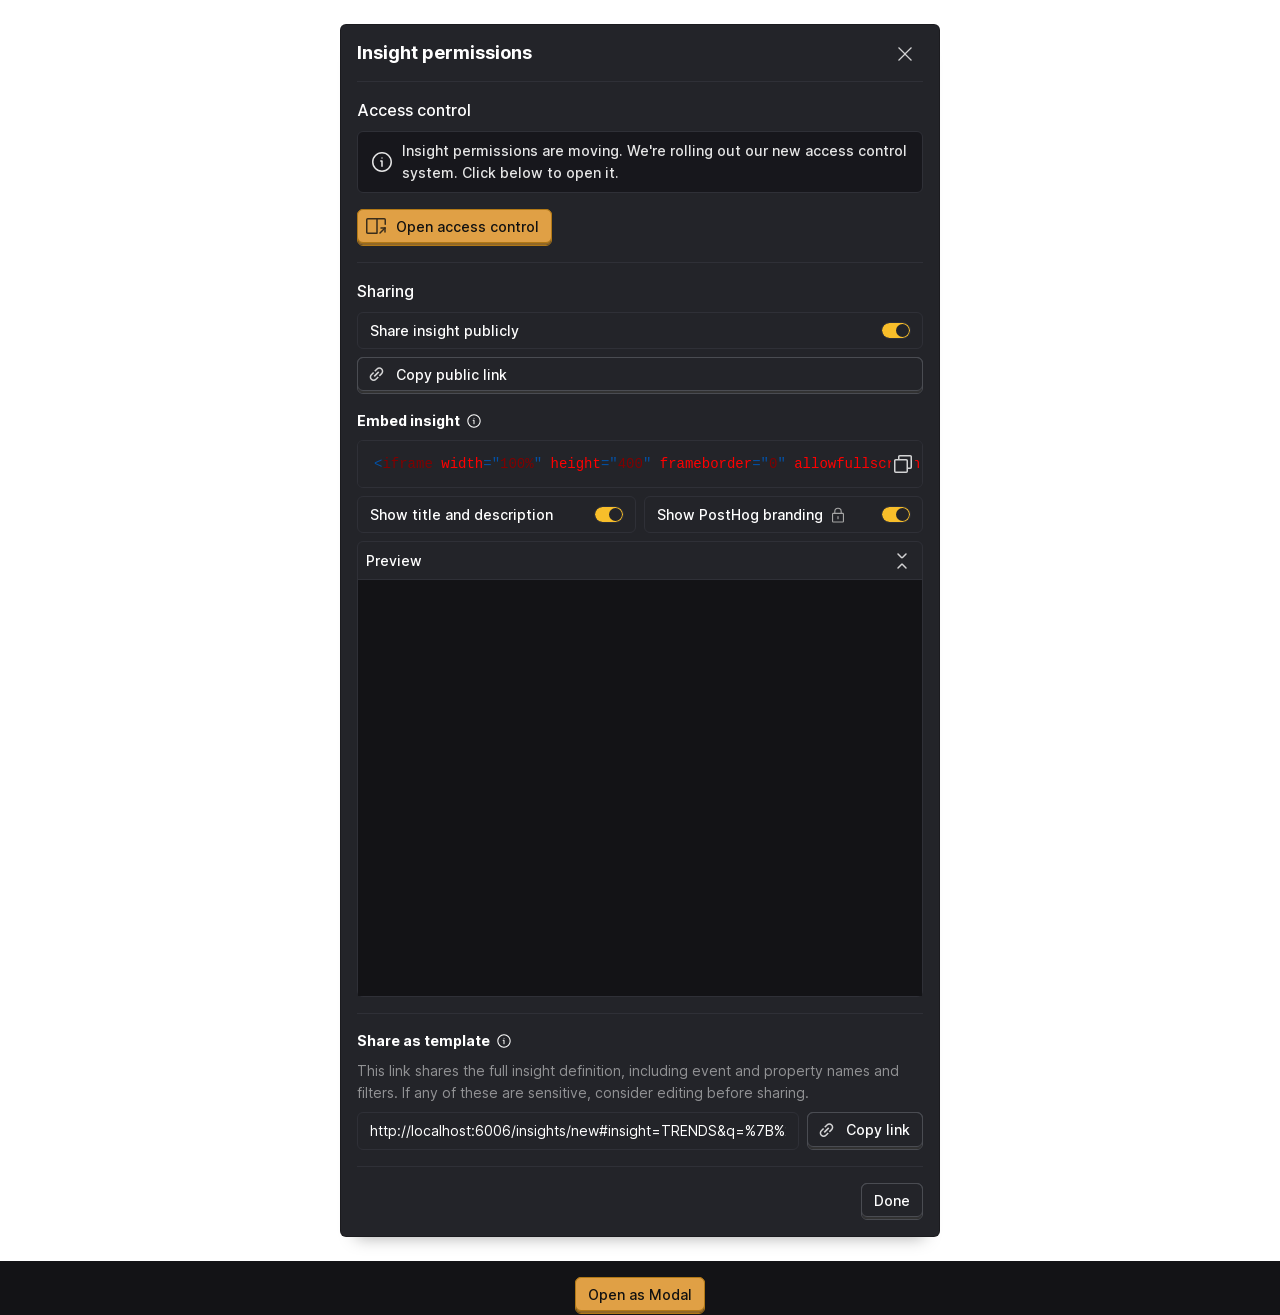 Insight permissions
Access control
Insight permissions are moving. We're rolling out our new access control
system. Click below to open it.
Open access control
Sharing
Share insight publicly
Copy public link
Embed insight
<iframe width="100%" height="400" frameborder="0" allowfullscr
Show title and description
Show PostHog branding
Preview
Share as template
This link shares the full insight definition, including event and property names and
filters. If any of these are sensitive, consider editing before sharing.
http://localhost:6006/insights/new#insight=TRENDS&q=%7B%
Copy link
Done
Open as Modal